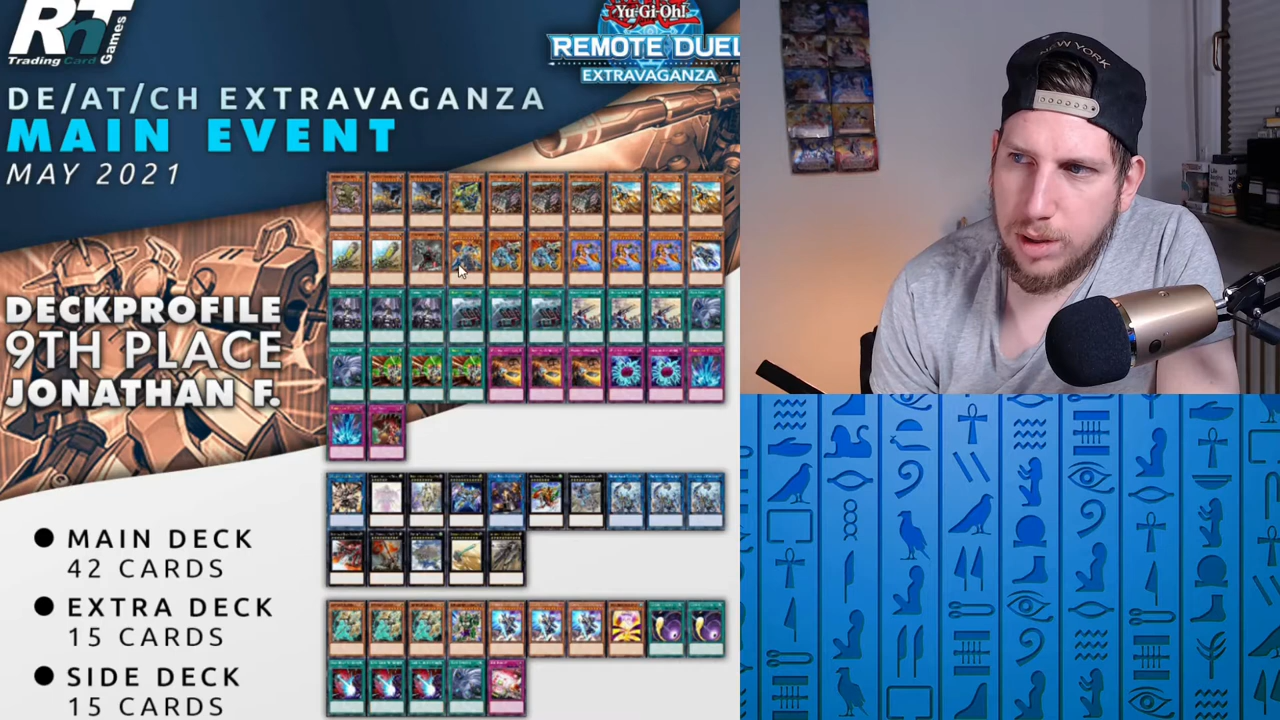 RnT
Trading Card Games
Yu-Gi-Oh!
REMOTE DUEL
EXTRAVAGANZA
DE/AT/CH EXTRAVAGANZA
MAIN EVENT
MAY 2021
DECKPROFILE
9TH PLACE
JONATHAN F.
● MAIN DECK
42 CARDS
● EXTRA DECK
15 CARDS
● SIDE DECK
15 CARDS
NEW YORK